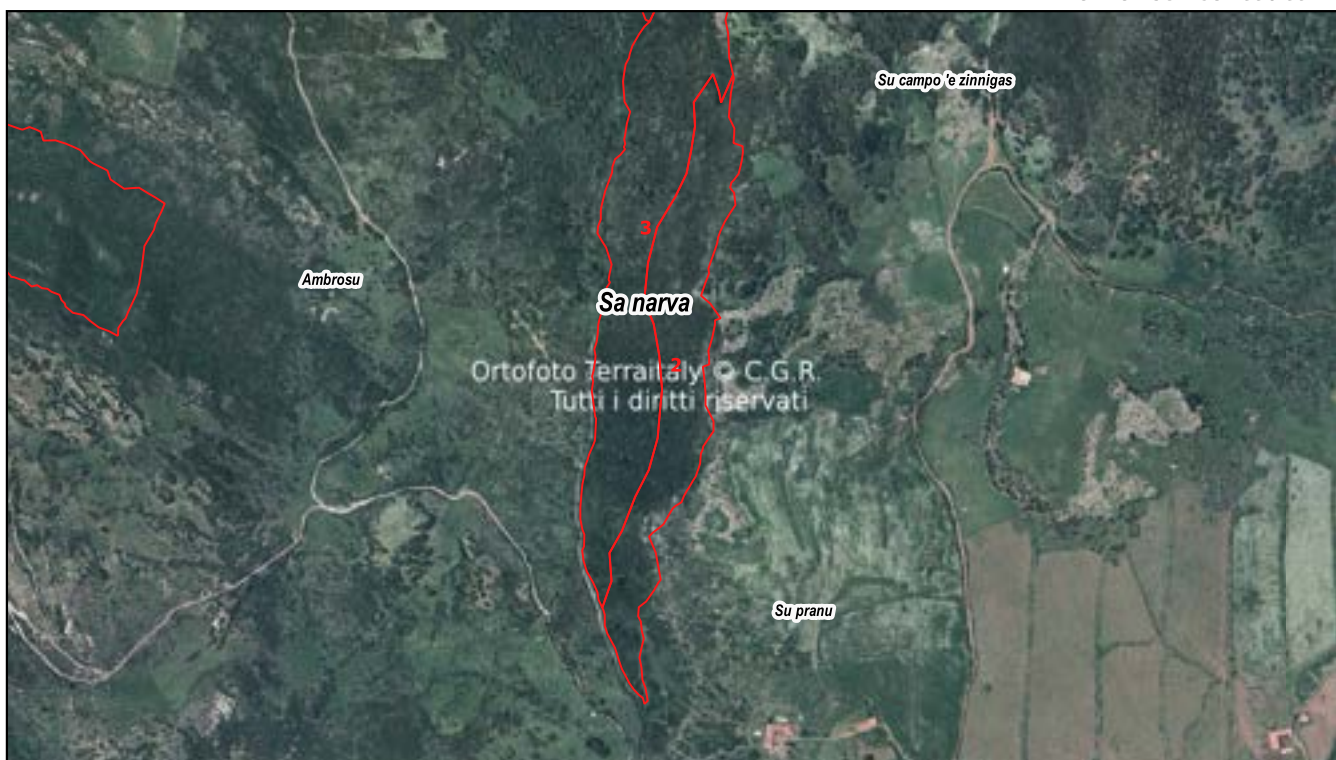 Su campo 'e zinnigas
3
Ambrosu
Sa narva
2
Ortofoto Terraitaly © C.G.R.
Tutti i diritti riservati
Su pranu